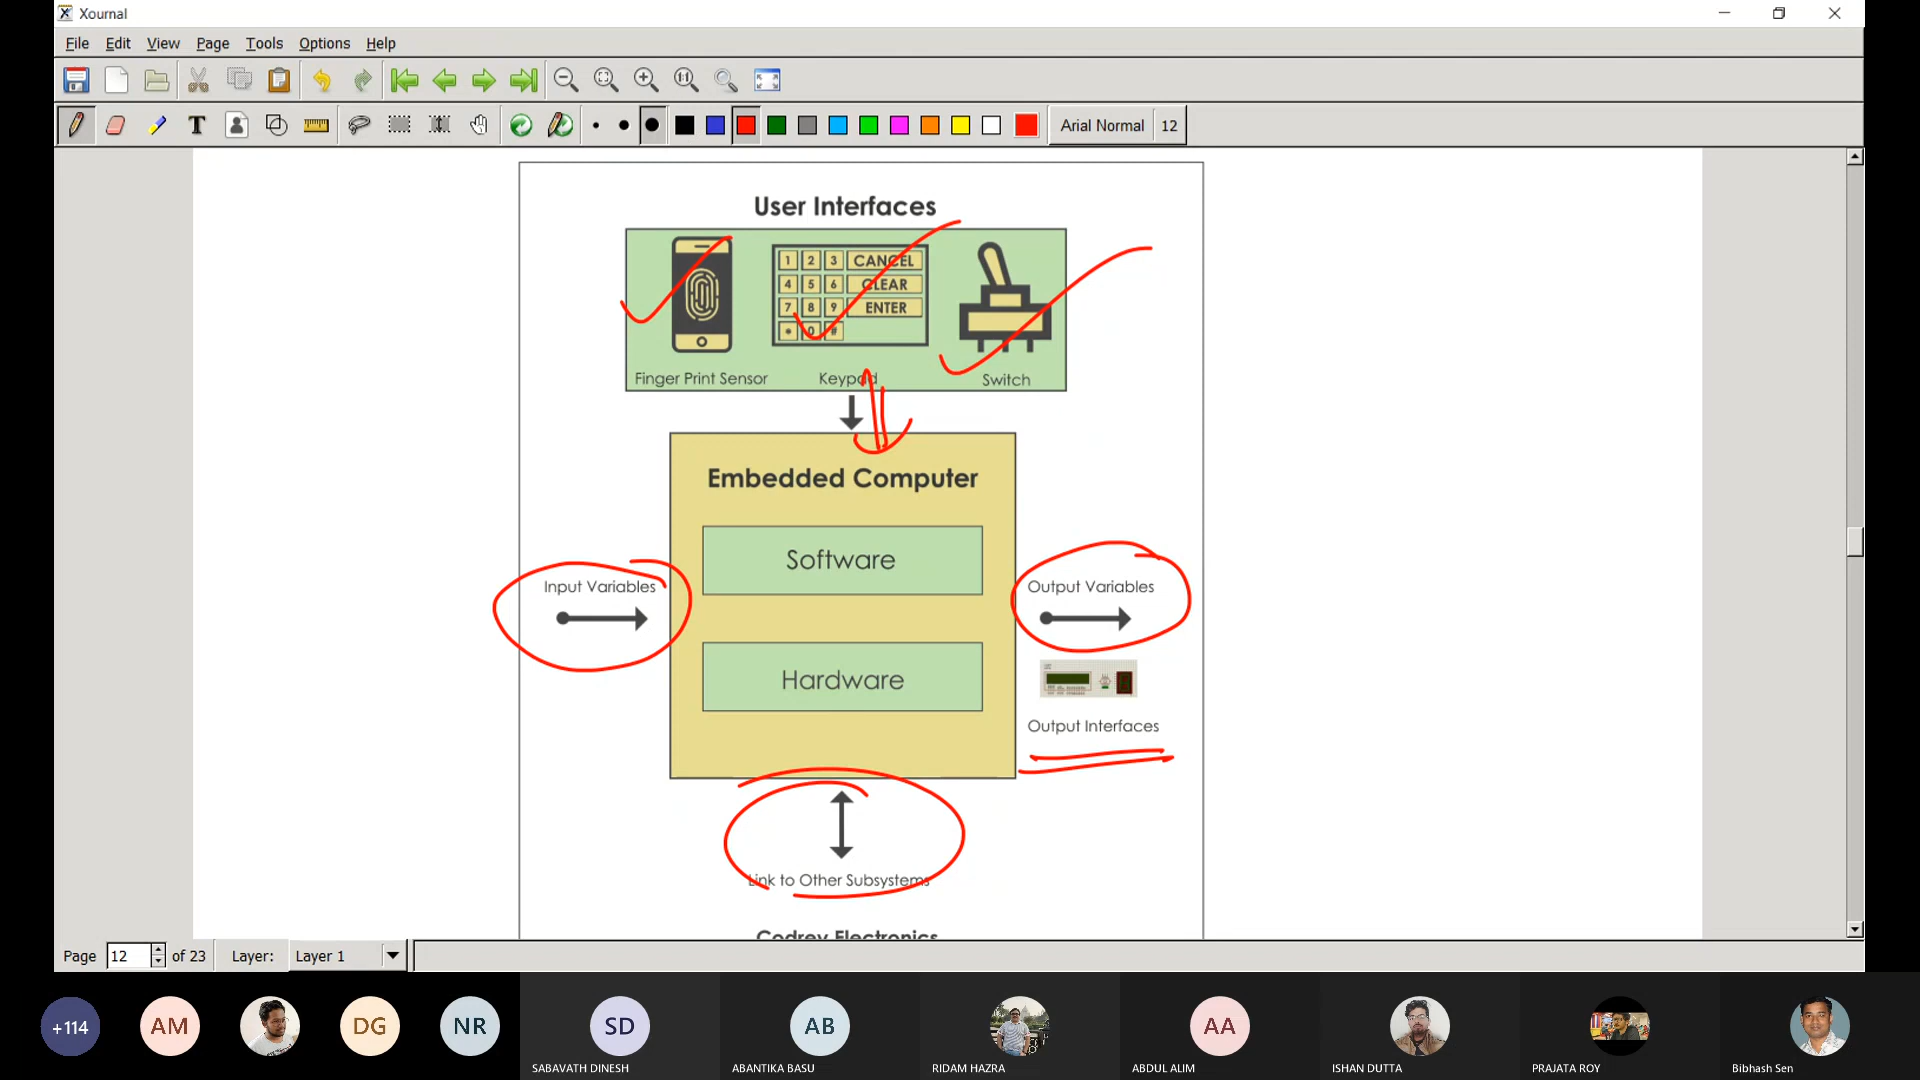 Xournal
File Edit View Page Tools Options Help
T Arial Normal 12
User Interfaces
1 2 3 CANCEL
4 5 6 CLEAR
7 8 9 ENTER
* 0 #
Finger Print Sensor Keypad Switch
Embedded Computer
Software
Input Variables
Output Variables
Hardware
Output Interfaces
Link to Other Subsystems
Codrey Electronics
Page 12 of 23 Layer: Layer 1
+114 AM DG NR SD AB AA
SABAVATH DINESH ABANTIKA BASU RIDAM HAZRA ABDUL ALIM ISHAN DUTTA PRAJATA ROY Bibhash Sen